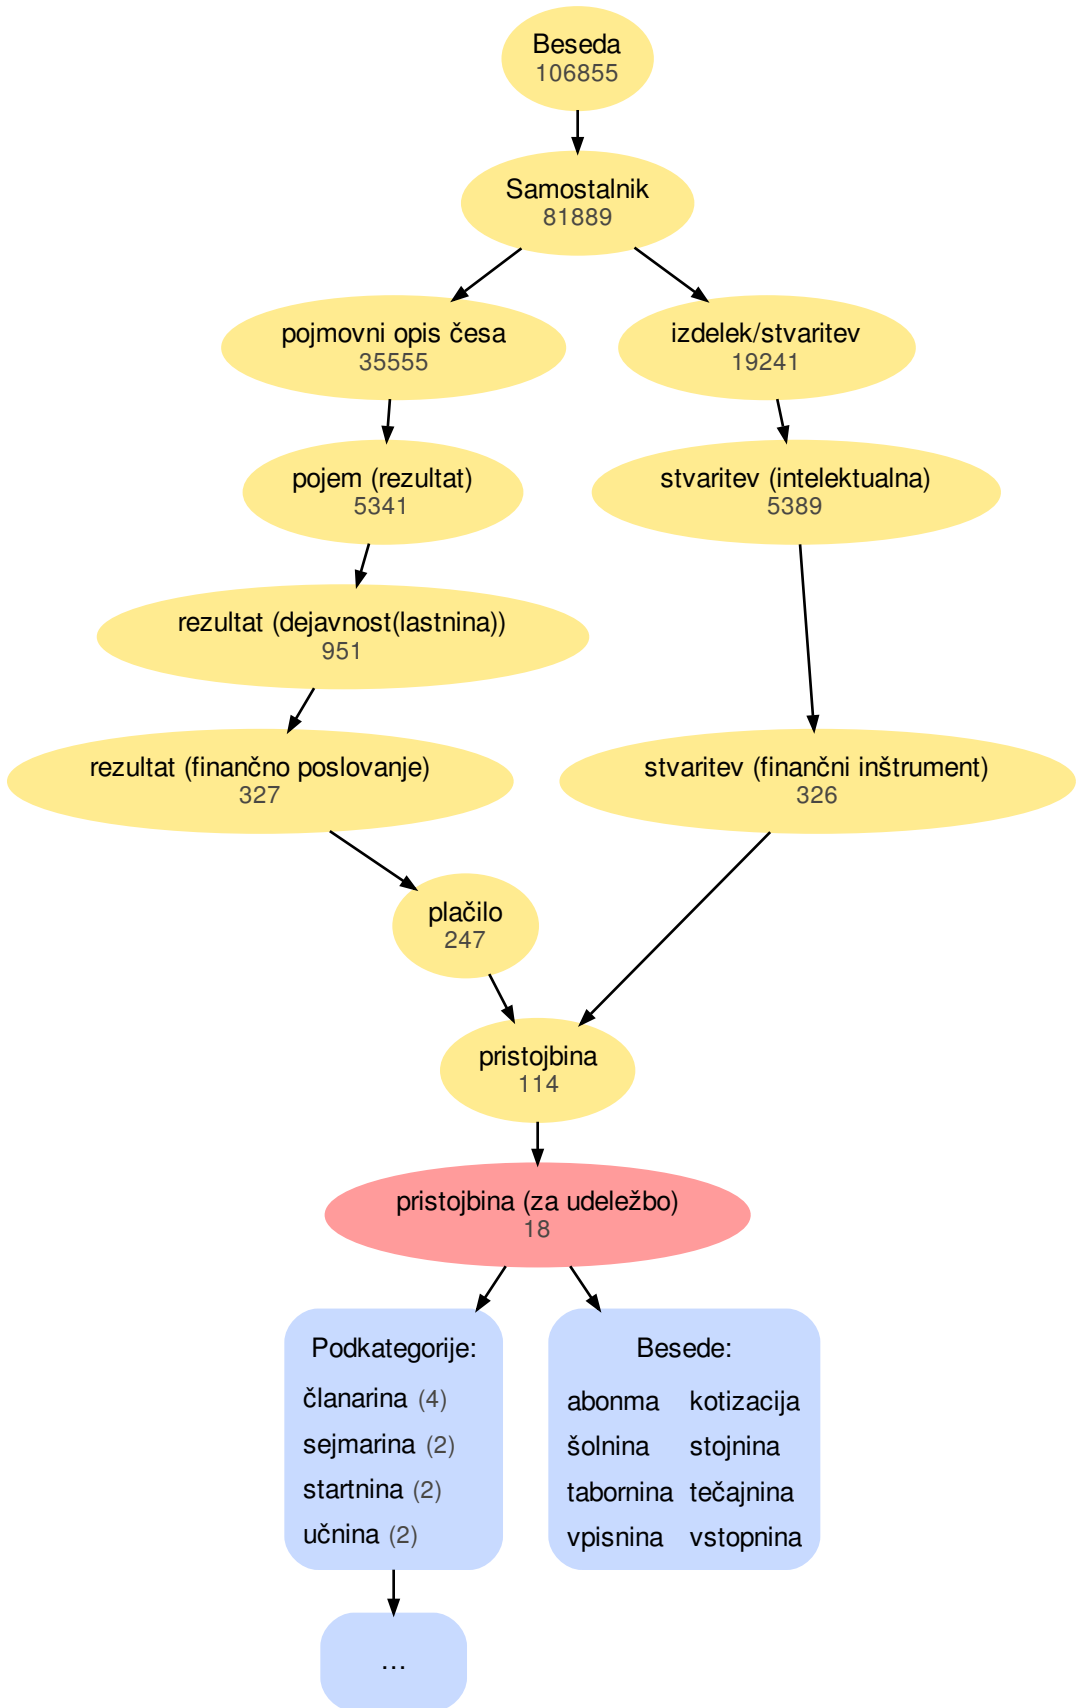 Beseda
106855
Samostalnik
81889
pojmovni opis česa
35555
izdelek/stvaritev
19241
pojem (rezultat)
5341
stvaritev (intelektualna)
5389
rezultat (dejavnost(lastnina))
951
rezultat (finančno poslovanje)
327
stvaritev (finančni inštrument)
326
plačilo
247
pristojbina
114
pristojbina (za udeležbo)
18
Podkategorije:
članarina (4)
sejmarina (2)
startnina (2)
učnina (2)
Besede:
abonma kotizacija
šolnina stojnina
tabornina tečajnina
vpisnina vstopnina
...